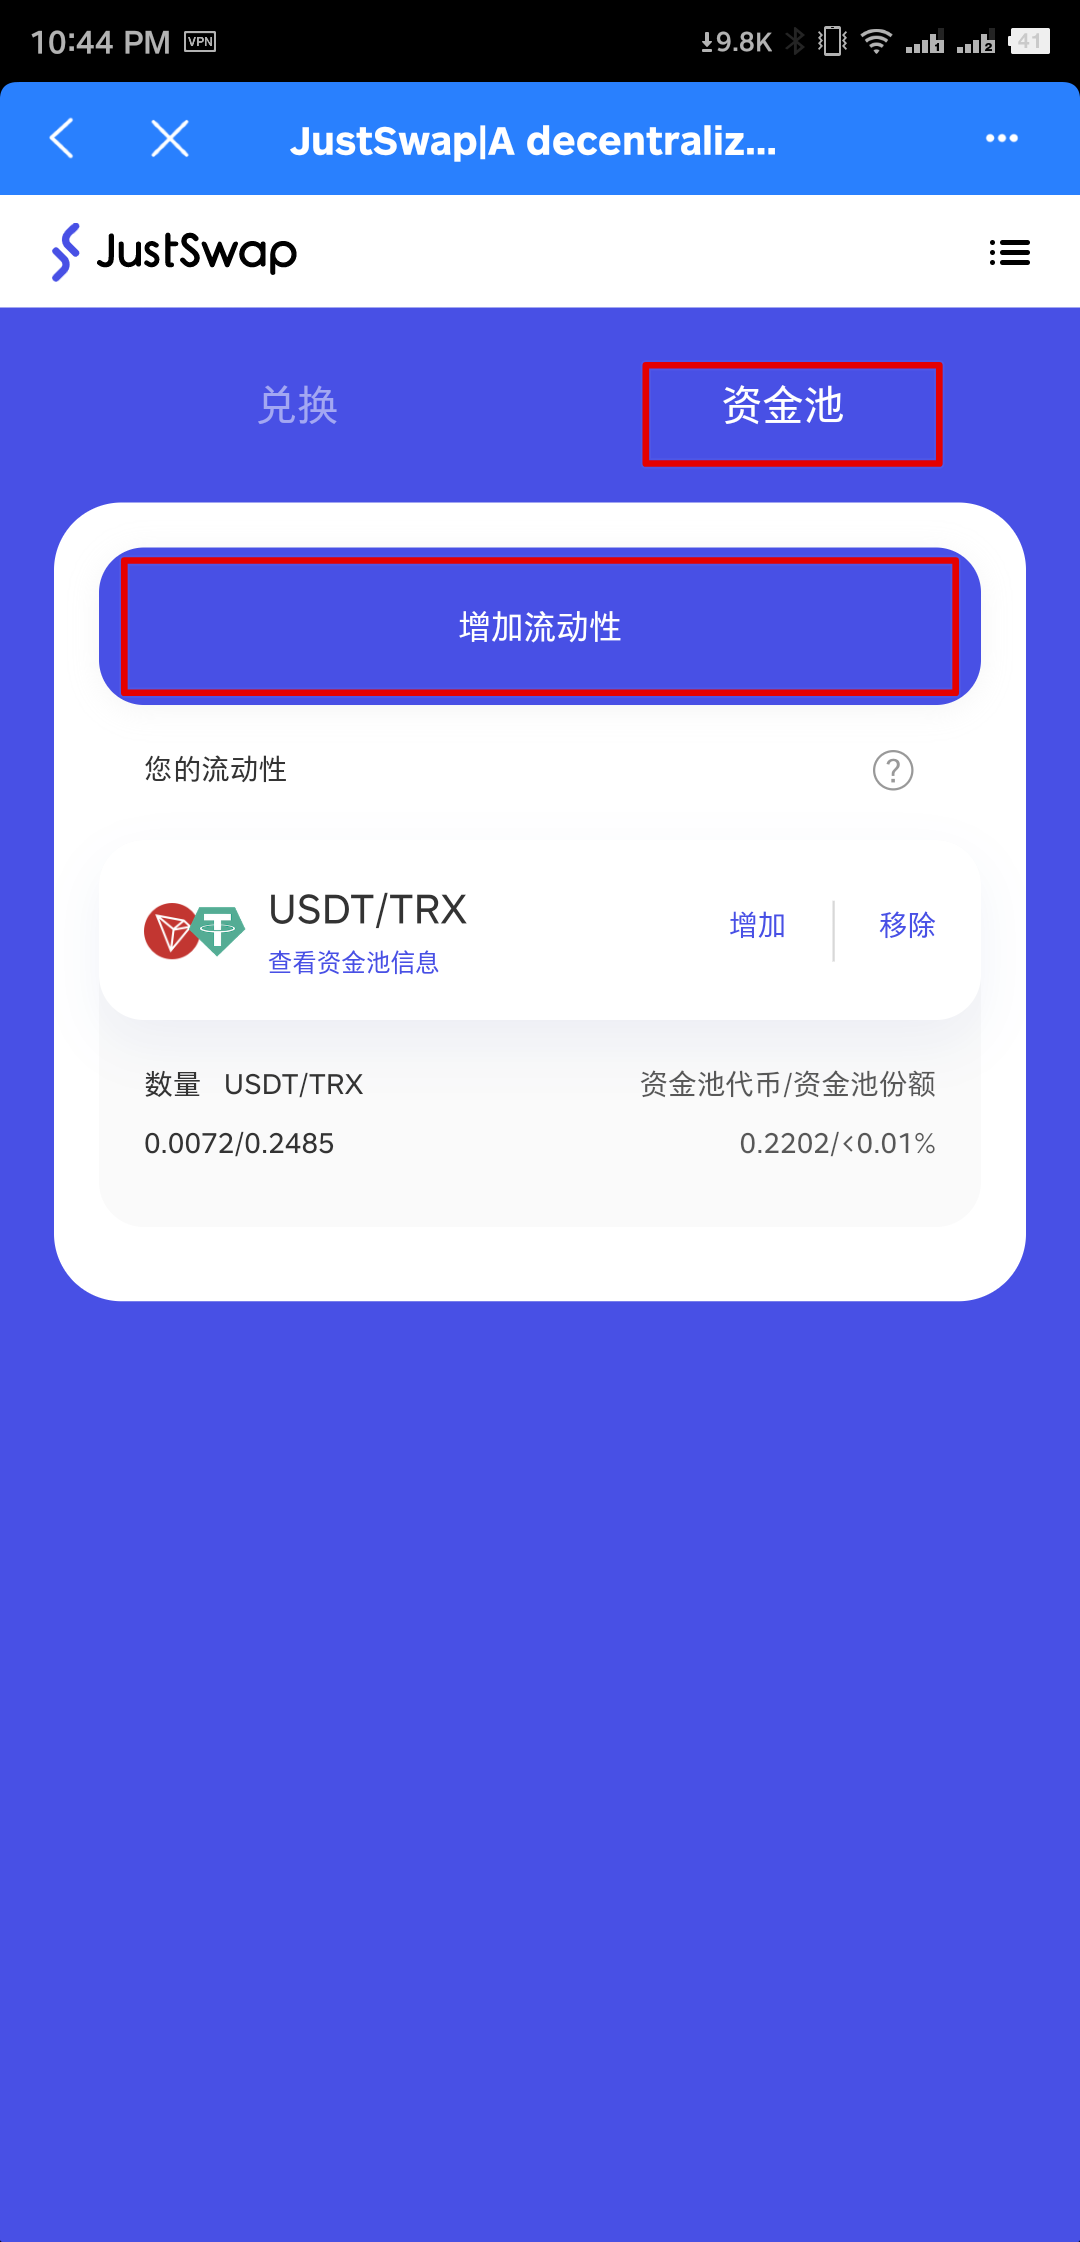 10:44 PM VPN 9.8K 1 2 41
JustSwap|A decentraliz...
JustSwap
兑换 资金池
增加流动性
您的流动性 ?
USDT/TRX 增加 移除
查看资金池信息
数量 USDT/TRX 资金池代币/资金池份额
0.0072/0.2485 0.2202/<0.01%